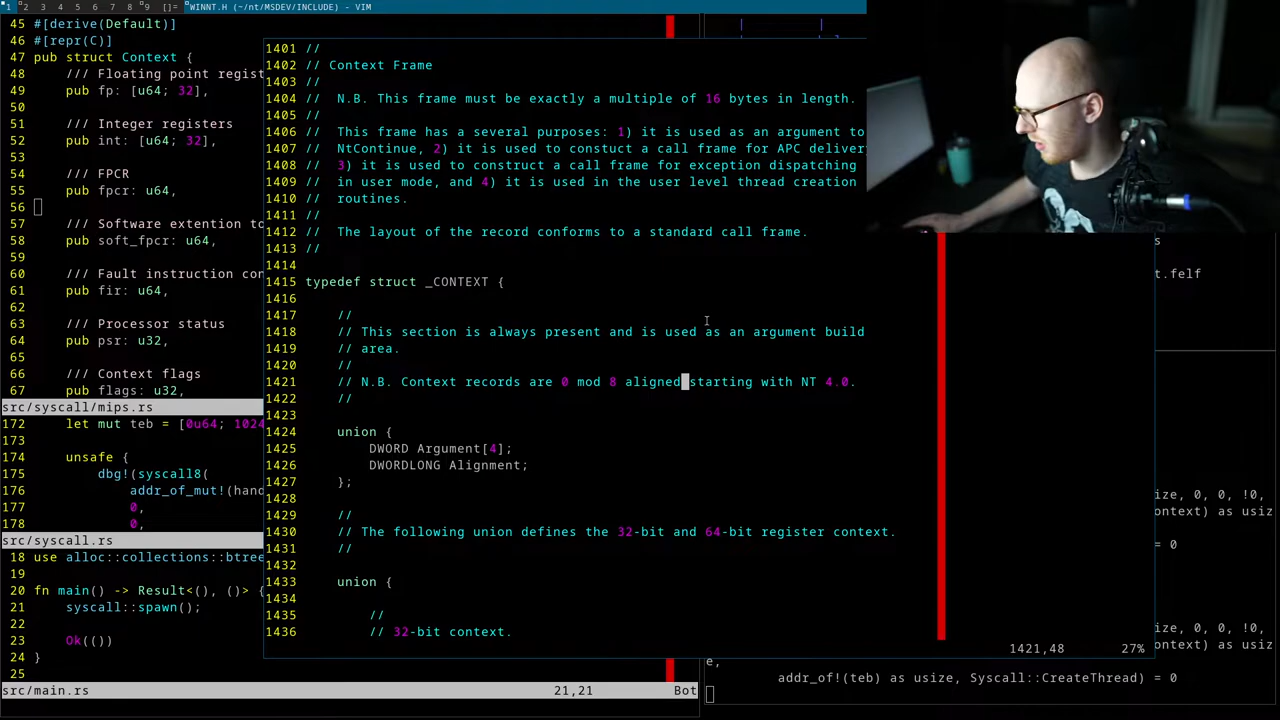 1 2 3 4 5 6 7 8 9 []= WINNT.H (~/nt/MSDEV/INCLUDE) - VIM
45 #[derive(Default)]
46 #[repr(C)]
47 pub struct Context {
48 /// Floating point regist
49 pub fp: [u64; 32],
50
51 /// Integer registers
52 pub int: [u64; 32],
53
54 /// FPCR
55 pub fpcr: u64,
56
57 /// Software extention to
58 pub soft_fpcr: u64,
59
60 /// Fault instruction con
61 pub fir: u64,
62
63 /// Processor status
64 pub psr: u32,
65
66 /// Context flags
67 pub flags: u32,
src/syscall/mips.rs
172 let mut teb = [0u64; 1024
173
174 unsafe {
175 dbg!(syscall8(
176 addr_of_mut!(hand
177 0,
178 0,
src/syscall.rs
18 use alloc::collections::btree
19
20 fn main() -> Result<(), ()> {
21 syscall::spawn();
22
23 Ok(())
24 }
25
src/main.rs 21,21 Bot
1401 //
1402 // Context Frame
1403 //
1404 // N.B. This frame must be exactly a multiple of 16 bytes in length.
1405 //
1406 // This frame has a several purposes: 1) it is used as an argument to
1407 // NtContinue, 2) it is used to constuct a call frame for APC deliver
1408 // 3) it is used to construct a call frame for exception dispatching
1409 // in user mode, and 4) it is used in the user level thread creation
1410 // routines.
1411 //
1412 // The layout of the record conforms to a standard call frame.
1413 //
1414
1415 typedef struct _CONTEXT {
1416
1417 //
1418 // This section is always present and is used as an argument build
1419 // area.
1420 //
1421 // N.B. Context records are 0 mod 8 aligned starting with NT 4.0.
1422 //
1423
1424 union {
1425 DWORD Argument[4];
1426 DWORDLONG Alignment;
1427 };
1428
1429 //
1430 // The following union defines the 32-bit and 64-bit register context.
1431 //
1432
1433 union {
1434
1435 //
1436 // 32-bit context.
1421,48 27%
s
t.felf
ize, 0, 0, !0,
ontext) as usiz
= 0
ize, 0, 0, !0,
ontext) as usiz
e,
addr_of!(teb) as usize, Syscall::CreateThread) = 0